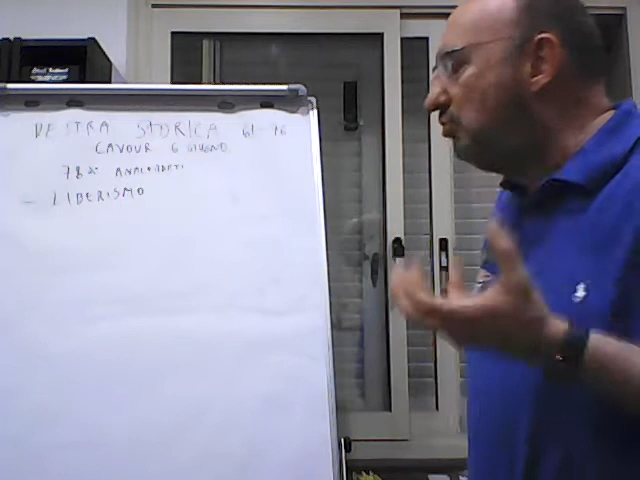 DESTRA STORICA 61-76
CAVOUR 6 GIUGNO
78% ANALFABETI
- LIBERISMO